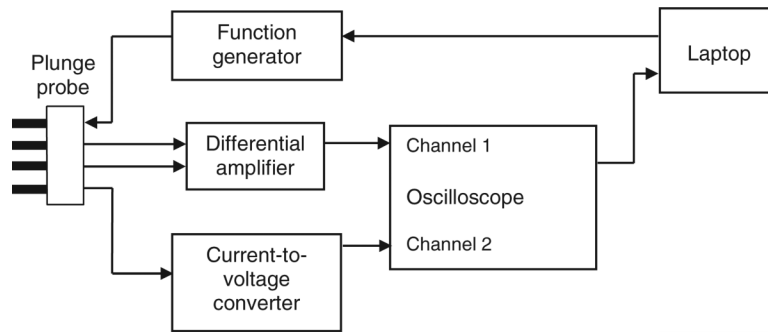 Function
generator
Laptop
Plunge
probe
Differential
amplifier
Channel 1
Oscilloscope
Channel 2
Current-to-
voltage
converter